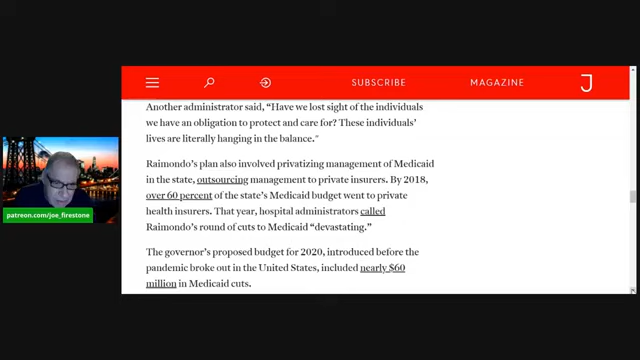 SUBSCRIBE MAGAZINE J
Another administrator said, “Have we lost sight of the individuals
we have an obligation to protect and care for? These individuals’
lives are literally hanging in the balance.”
Raimondo’s plan also involved privatizing management of Medicaid
in the state, outsourcing management to private insurers. By 2018,
over 60 percent of the state’s Medicaid budget went to private
health insurers. That year, hospital administrators called
Raimondo’s round of cuts to Medicaid “devastating.”
The governor’s proposed budget for 2020, introduced before the
pandemic broke out in the United States, included nearly $60
million in Medicaid cuts.
patreon.com/joe_firestone